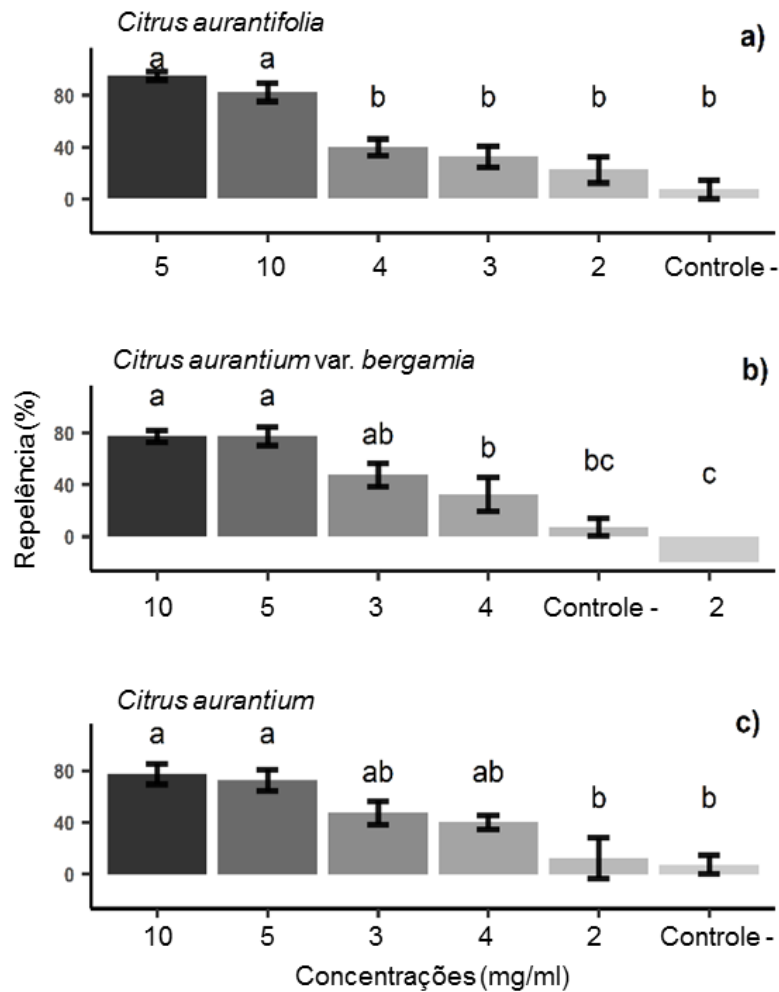 Citrus aurantifolia
a)
a a b b b b
80
40
0
5 10 4 3 2 Controle -
Citrus aurantium var. bergamia
b)
a a ab b bc c
80
40
0
10 5 3 4 Controle - 2
Repelência (%)
Citrus aurantium
c)
a a ab ab b b
80
40
0
10 5 3 4 2 Controle -
Concentrações (mg/ml)